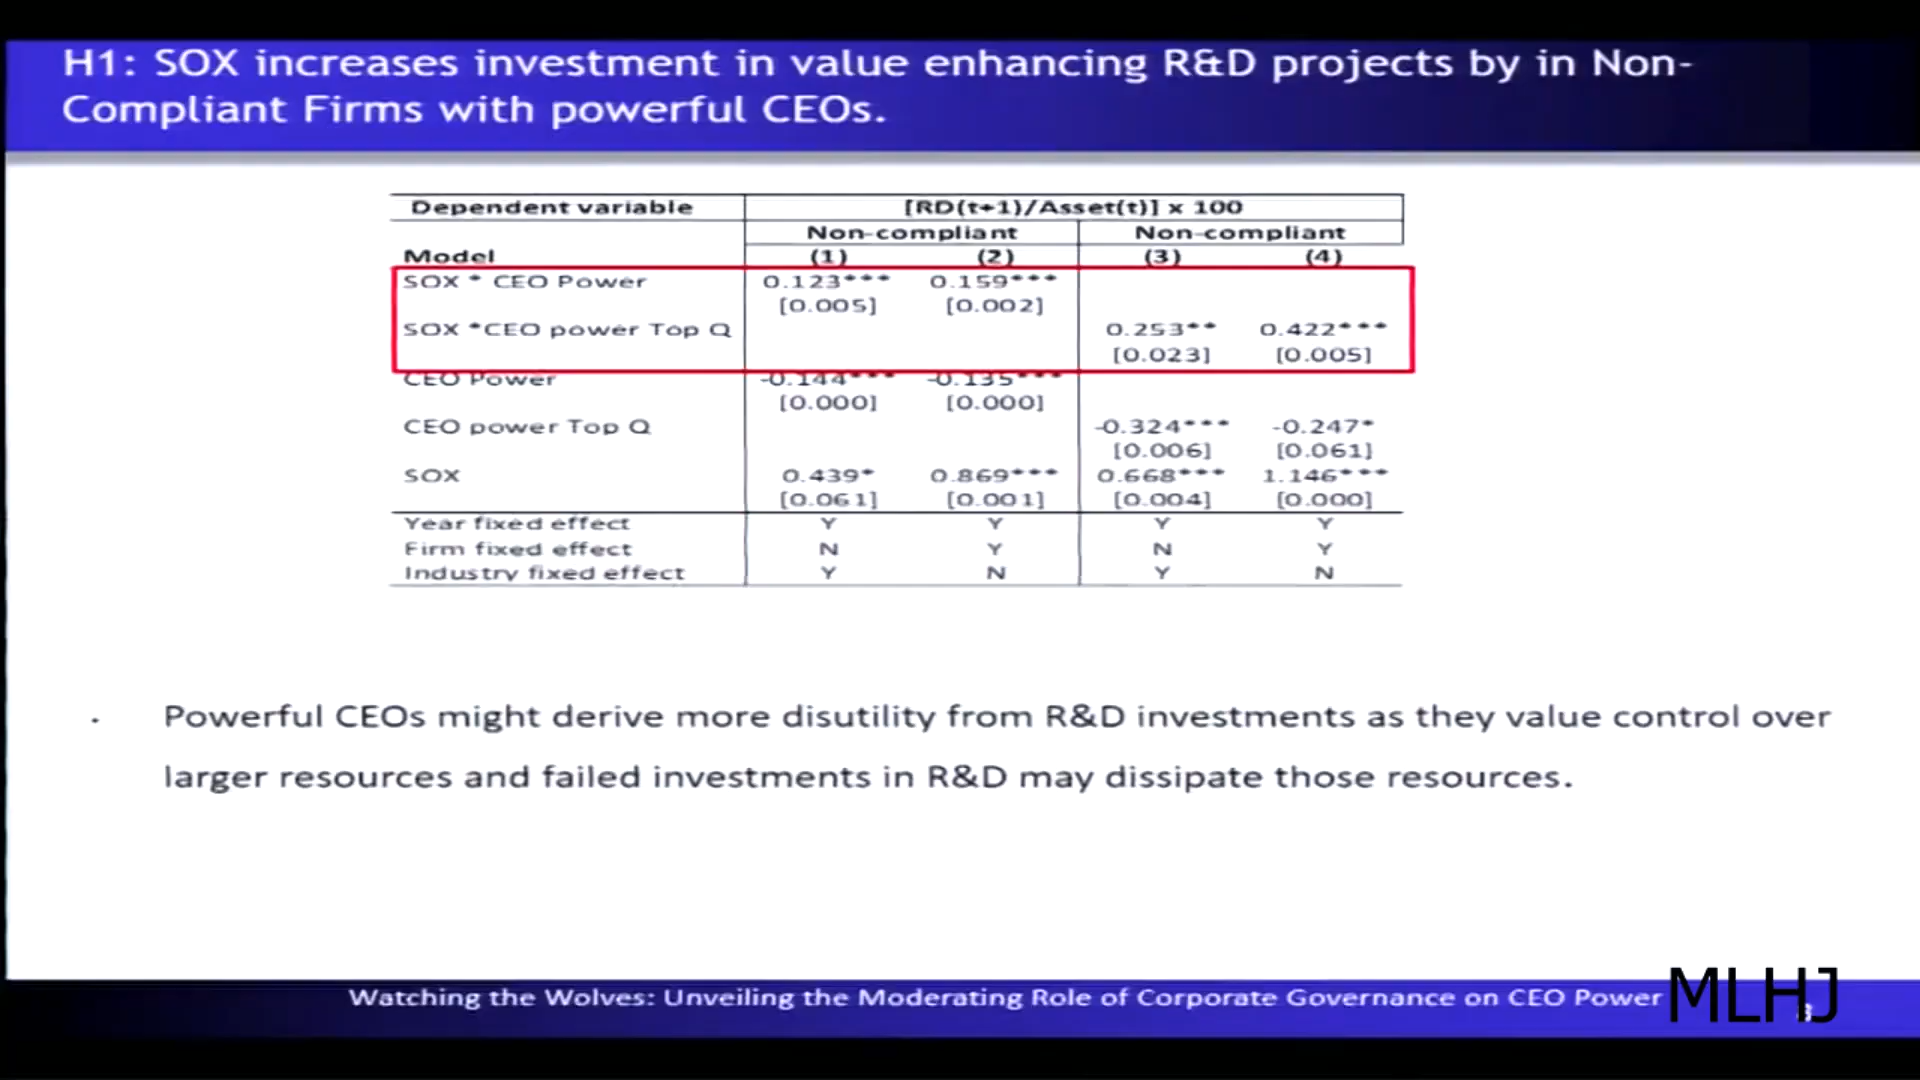 H1: SOX increases investment in value enhancing R&D projects by in Non-
Compliant Firms with powerful CEOs.
Dependent variable [RD(t+1)/Asset(t)] x 100
Non-compliant Non-compliant
Model (1) (2) (3) (4)
SOX * CEO Power 0.123*** 0.159***
[0.005] [0.002]
SOX *CEO power Top Q 0.253** 0.422***
[0.023] [0.005]
CEO Power -0.144*** -0.135***
[0.000] [0.000]
CEO power Top Q -0.324*** -0.247*
[0.006] [0.061]
SOX 0.439* 0.869*** 0.668*** 1.146***
[0.061] [0.001] [0.004] [0.000]
Year fixed effect Y Y Y Y
Firm fixed effect N Y N Y
Industry fixed effect Y N Y N
· Powerful CEOs might derive more disutility from R&D investments as they value control over
larger resources and failed investments in R&D may dissipate those resources.
Watching the Wolves: Unveiling the Moderating Role of Corporate Governance on CEO Power
MLHJ